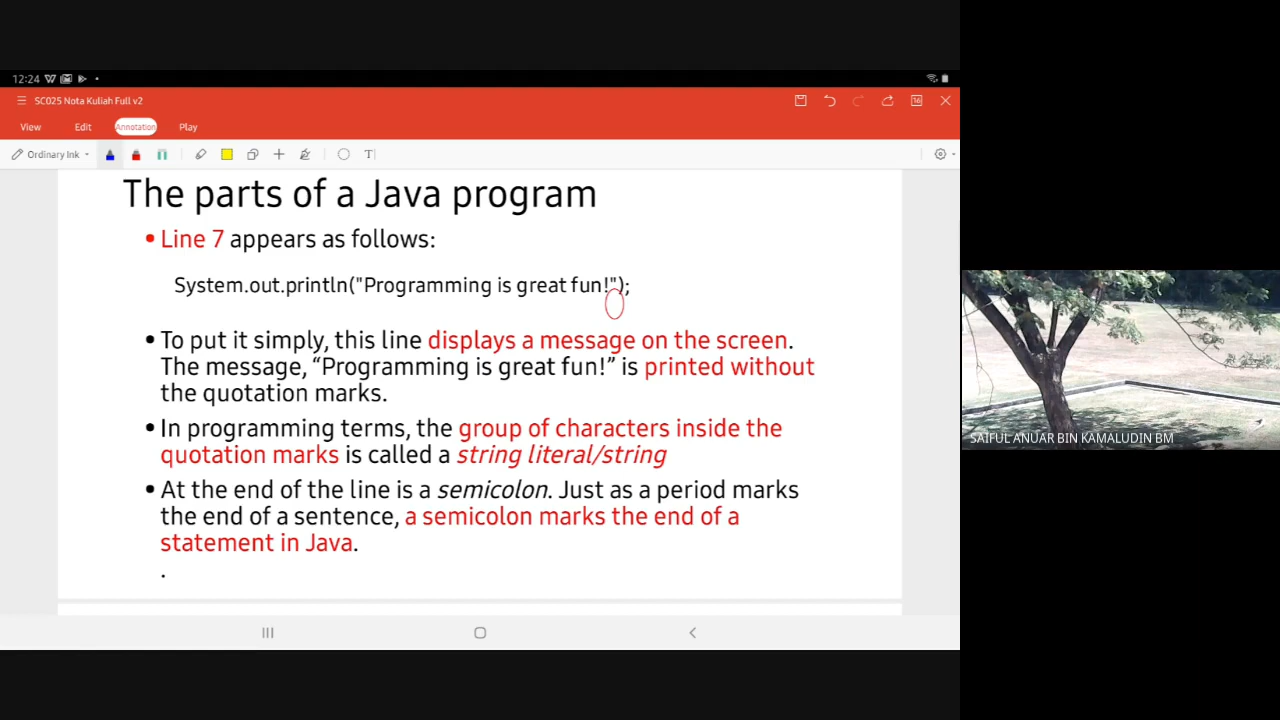 12:24
SC025 Nota Kuliah Full v2
16
View Edit Annotation Play
Ordinary Ink T
The parts of a Java program
• Line 7 appears as follows:
System.out.println("Programming is great fun!");
• To put it simply, this line displays a message on the screen.
The message, “Programming is great fun!” is printed without
the quotation marks.
• In programming terms, the group of characters inside the
quotation marks is called a string literal/string
• At the end of the line is a semicolon. Just as a period marks
the end of a sentence, a semicolon marks the end of a
statement in Java.
.
SAIFUL ANUAR BIN KAMALUDIN BM